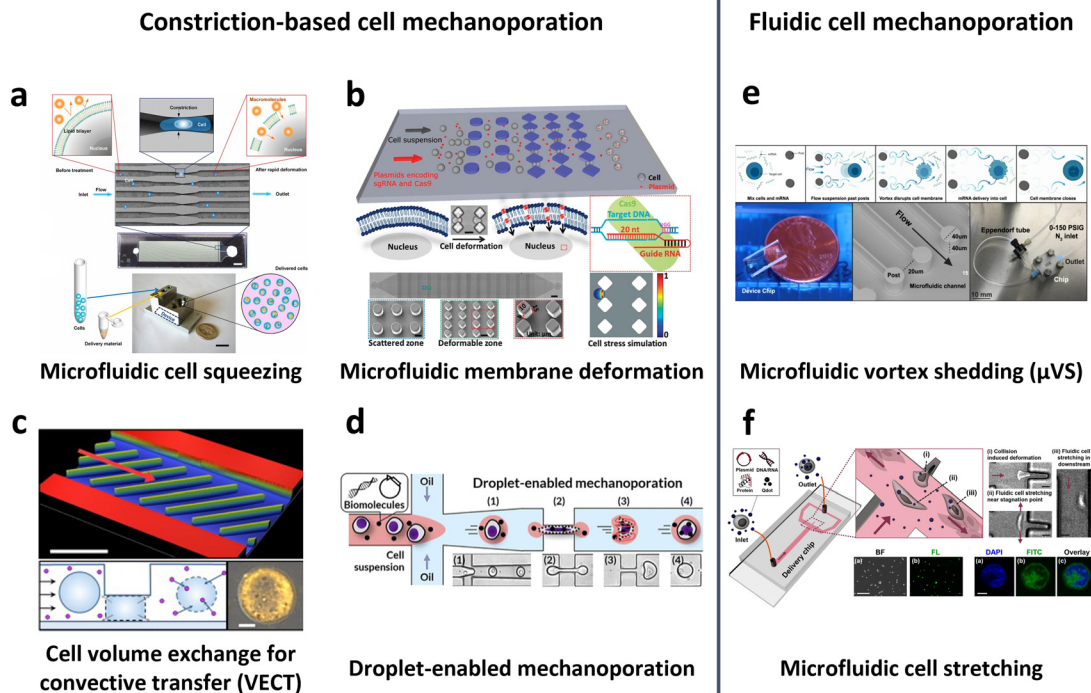 Constriction-based cell mechanoporation
Fluidic cell mechanoporation
a
Constriction
Cell
Lipid bilayer
Nucleus
Macromolecules
Nucleus
Before treatment
After rapid deformation
Inlet
Flow
Outlet
Delivered cells
Device
Cells
Delivery material
Microfluidic cell squeezing
b
Cell suspension
Plasmids encoding
sgRNA and Cas9
Cell
Plasmid
Nucleus
Cell deformation
Nucleus
Cas9
Target DNA
20 nt
Guide RNA
Unit: μm
1
0
Scattered zone
Deformable zone
Cell stress simulation
Microfluidic membrane deformation
e
Mix cells and mRNA
Flow suspension past posts
Vortex disrupts cell membrane
mRNA delivery into cell
Membrane closes
Device Chip
Flow
40um
40um
Post
20um
Microfluidic channel
Eppendorf tube
0-150 PSIG
N2 inlet
Outlet
Chip
10 mm
Microfluidic vortex shedding (μVS)
c
Cell volume exchange for
convective transfer (VECT)
d
Biomolecules
Oil
Droplet-enabled mechanoporation
(1)
(2)
(3)
(4)
Cell
suspension
Oil
(1)
(2)
(3)
(4)
Droplet-enabled mechanoporation
f
Plasmid
DNA/RNA
Protein
Qdot
Outlet
Inlet
Delivery chip
(i)
(ii)
(iii)
(i) Collision
induced deformation
(ii) Fluidic cell stretching
near stagnation point
(iii) Fluidic cell
stretching in
downstream
BF
FL
DAPI
FITC
Overlay
(a)
(b)
(a)
(b)
(c)
Microfluidic cell stretching